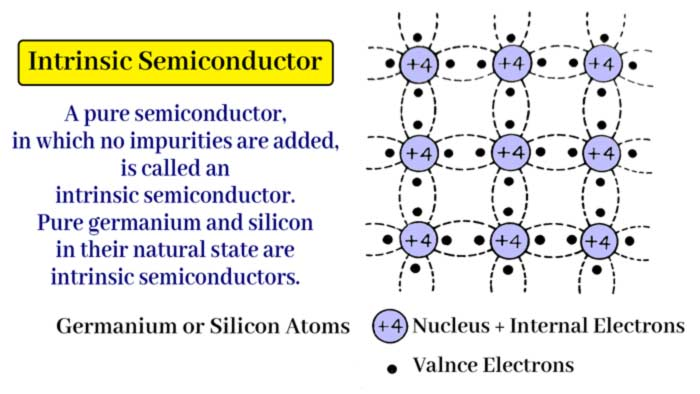 Intrinsic Semiconductor
A pure semiconductor,
in which no impurities are added,
is called an
intrinsic semiconductor.
Pure germanium and silicon
in their natural state are
intrinsic semiconductors.
+4 +4 +4
+4 +4 +4
+4 +4 +4
Germanium or Silicon Atoms
+4 Nucleus + Internal Electrons
Valnce Electrons